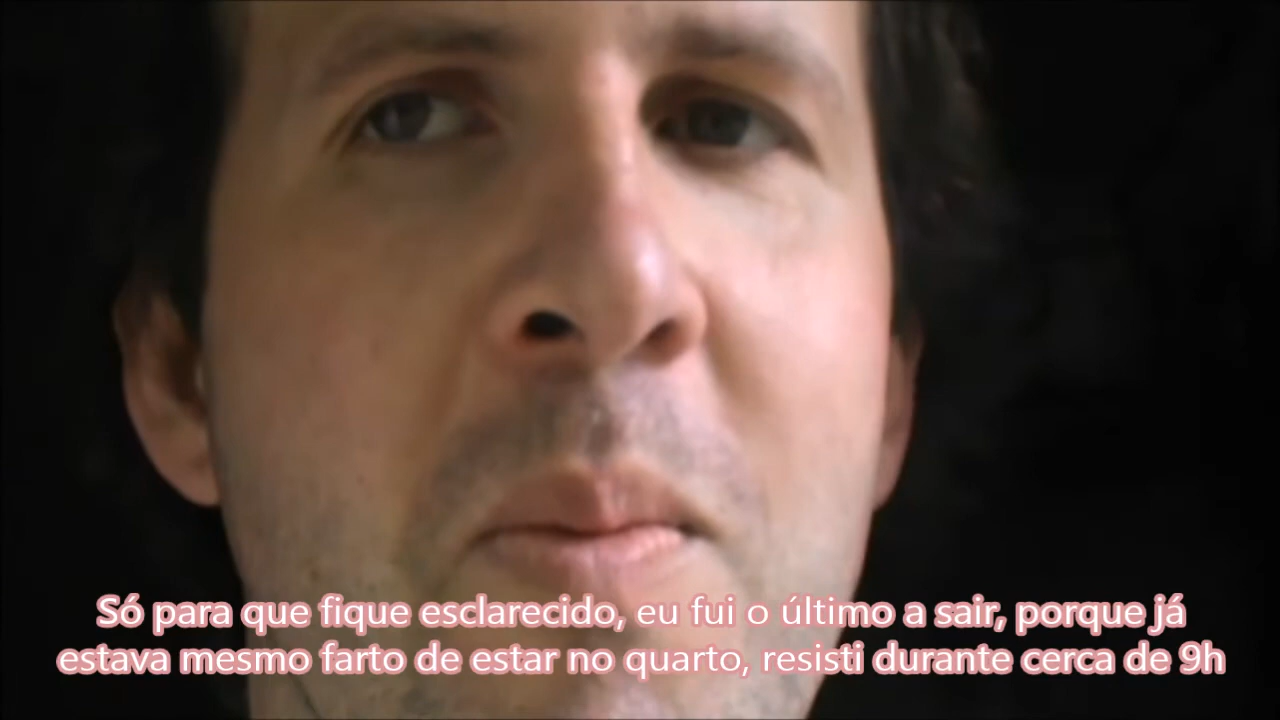 Só para que fique esclarecido, eu fui o último a sair, porque já
estava mesmo farto de estar no quarto, resisti durante cerca de 9h